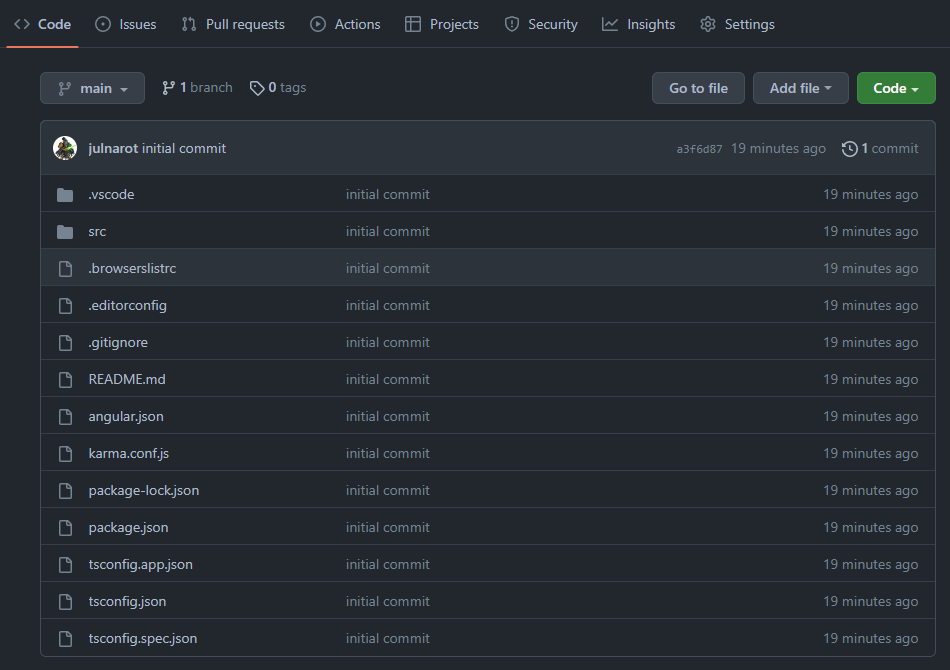 Code Issues Pull requests Actions Projects Security Insights Settings
main 1 branch 0 tags Go to file Add file Code
julnarot initial commit a3f6d87 19 minutes ago 1 commit
.vscode initial commit 19 minutes ago
src initial commit 19 minutes ago
.browserslistrc initial commit 19 minutes ago
.editorconfig initial commit 19 minutes ago
.gitignore initial commit 19 minutes ago
README.md initial commit 19 minutes ago
angular.json initial commit 19 minutes ago
karma.conf.js initial commit 19 minutes ago
package-lock.json initial commit 19 minutes ago
package.json initial commit 19 minutes ago
tsconfig.app.json initial commit 19 minutes ago
tsconfig.json initial commit 19 minutes ago
tsconfig.spec.json initial commit 19 minutes ago